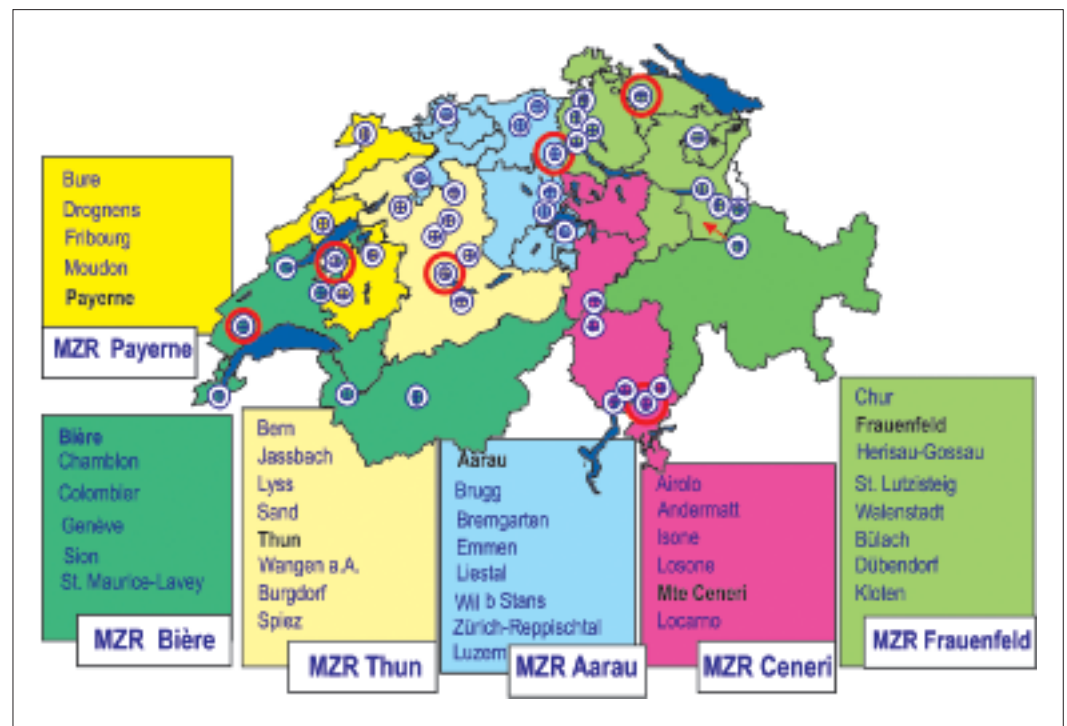 Bure
Drognens
Fribourg
Moudon
Payerne
MZR Payerne
Bière
Chamblon
Colombier
Genève
Sion
St. Maurice-Lavey
MZR Bière
Bern
Jassbach
Lyss
Sand
Thun
Wangen a.A.
Burgdorf
Spiez
MZR Thun
Aarau
Brugg
Bremgarten
Emmen
Liestal
Wil b Stans
Zürich-Reppischtal
Luzern
MZR Aarau
Airolo
Andermatt
Isone
Losone
Mte Ceneri
Locarno
MZR Ceneri
Chur
Frauenfeld
Herisau-Gossau
St. Lutzisteig
Walenstadt
Bülach
Dübendorf
Kloten
MZR Frauenfeld